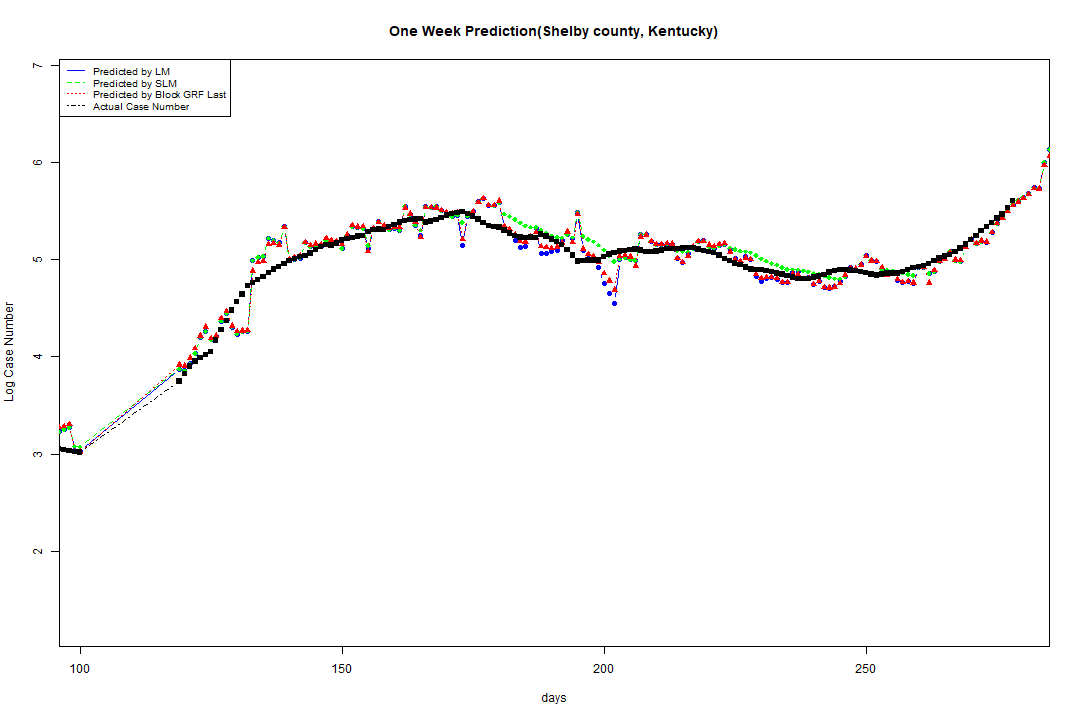 One Week Prediction(Shelby county, Kentucky)
Predicted by LM
Predicted by SLM
Predicted by Block GRF Last
Actual Case Number
7
6
5
4
3
2
Log Case Number
100 150 200 250
days